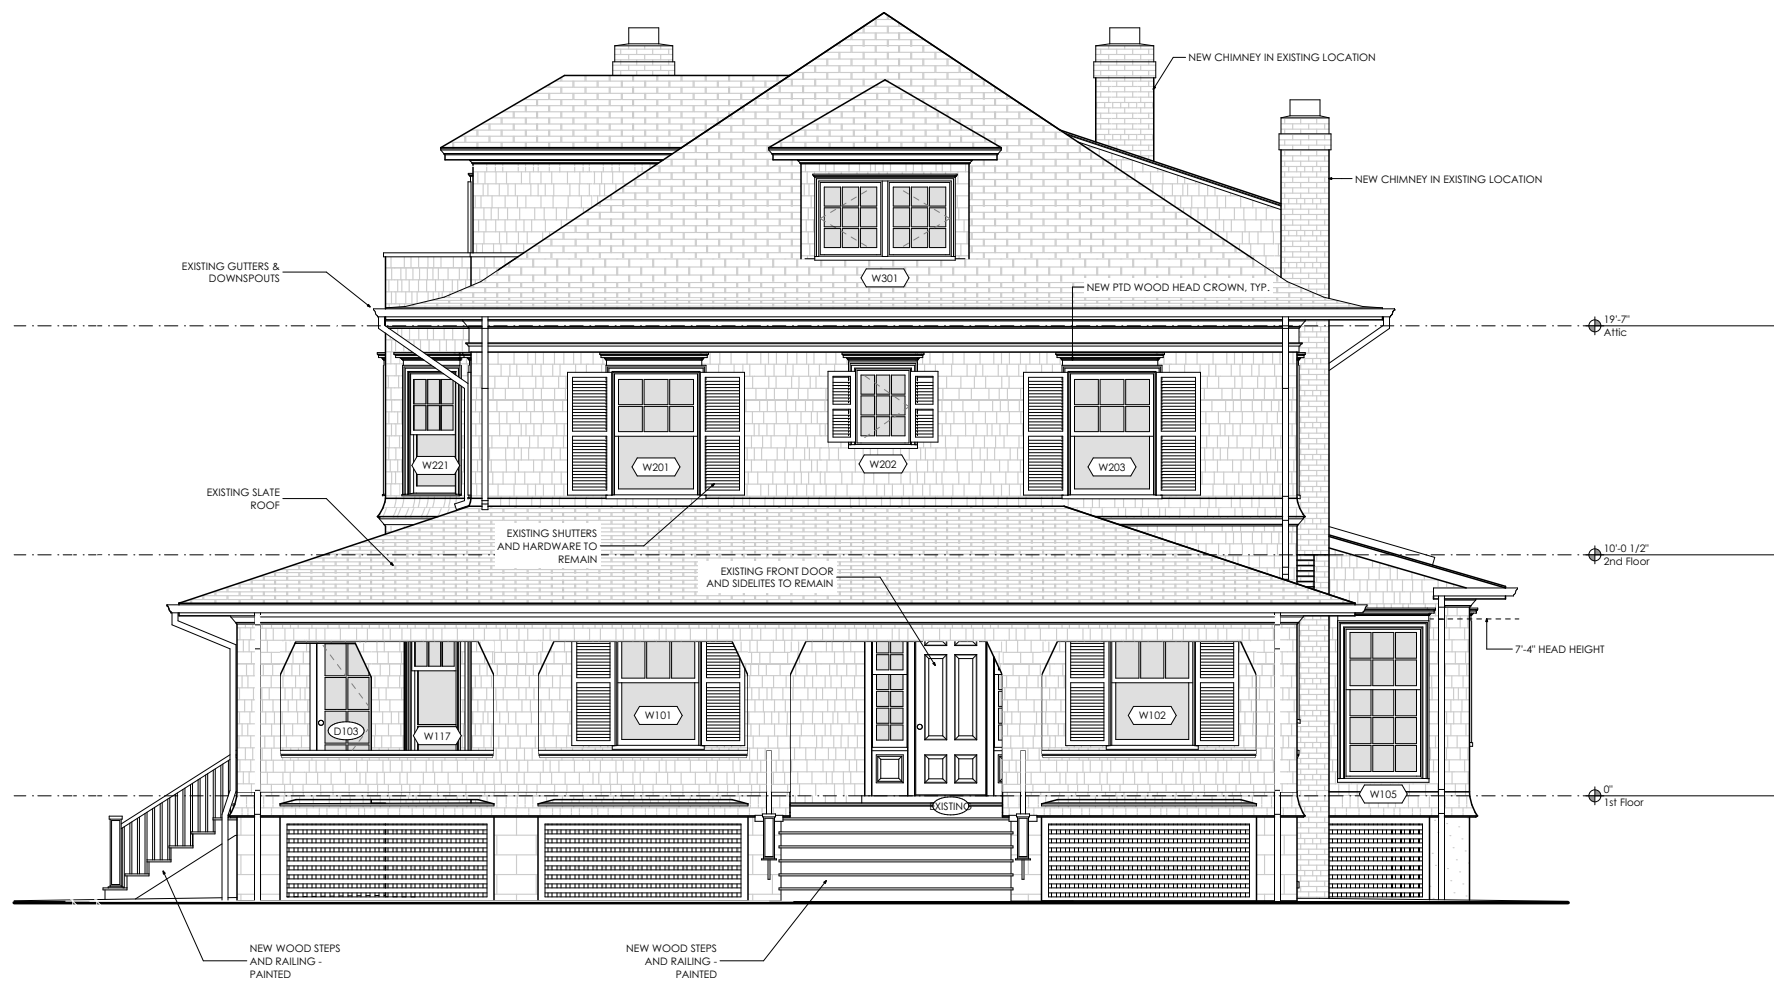 NEW CHIMNEY IN EXISTING LOCATION
NEW CHIMNEY IN EXISTING LOCATION
EXISTING GUTTERS &
DOWNSPOUTS
W301
NEW PTD WOOD HEAD CROWN, TYP.
19'-7"
Attic
W221
W201
W202
W203
EXISTING SLATE
ROOF
EXISTING SHUTTERS
AND HARDWARE TO
REMAIN
10'-0 1/2"
2nd Floor
EXISTING FRONT DOOR
AND SIDELITES TO REMAIN
7'-4" HEAD HEIGHT
D103
W117
W101
W102
W105
0"
1st Floor
EXISTING
NEW WOOD STEPS
AND RAILING -
PAINTED
NEW WOOD STEPS
AND RAILING -
PAINTED